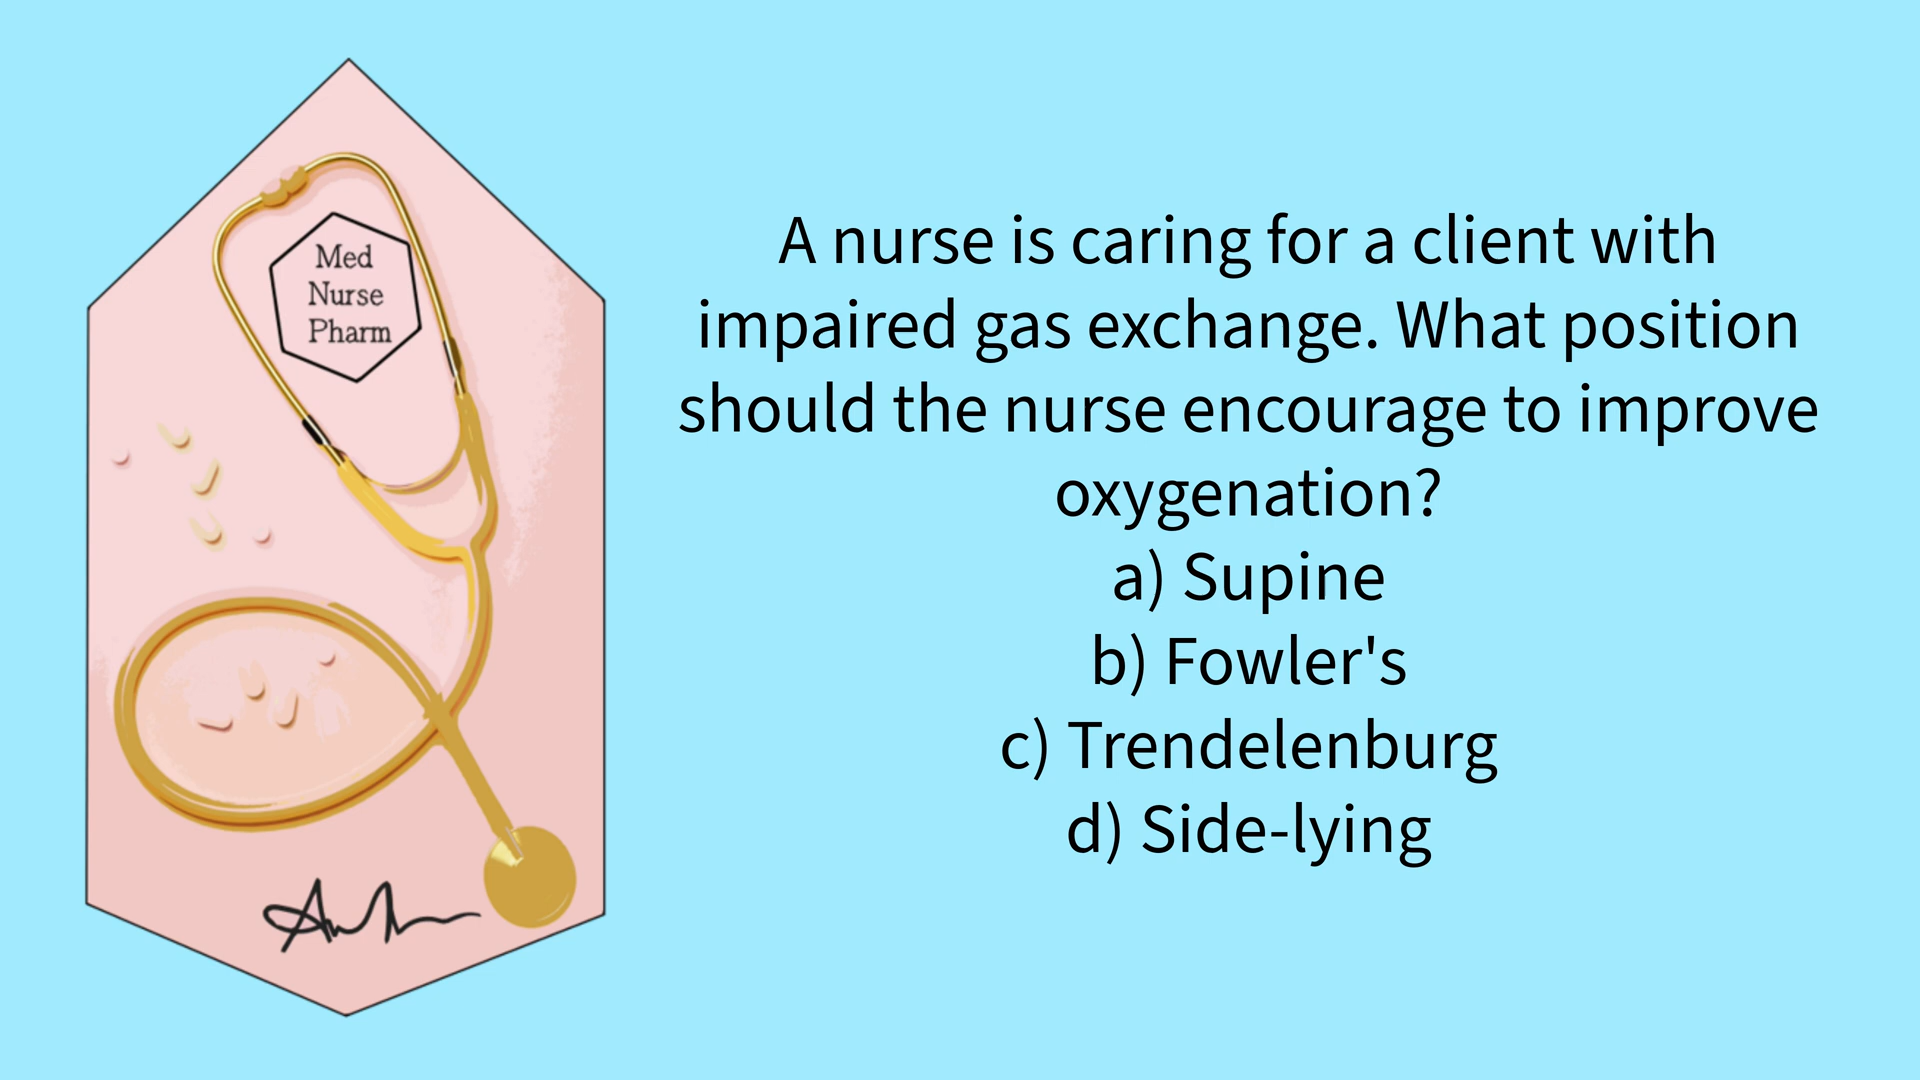 Med
Nurse
Pharm
A nurse is caring for a client with
impaired gas exchange. What position
should the nurse encourage to improve
oxygenation?
a) Supine
b) Fowler's
c) Trendelenburg
d) Side-lying